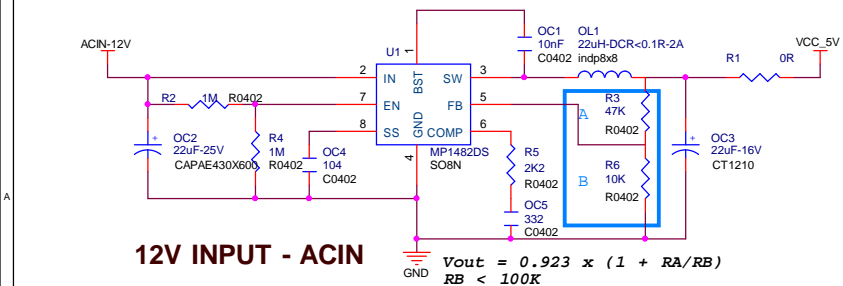 ACIN-12V
OC1
10nF
C0402
OL1
22uH-DCR<0.1R-2A
indp8x8
R1 0R
VCC_5V
U1
1
2 IN BST SW 3
7 EN FB 5
8 SS GND COMP 6
4
MP1482DS
SO8N
R2 1M R0402
OC2
22uF-25V
CAPAE430X600
R4
1M
R0402
OC4
104
C0402
R5
2K2
R0402
OC5
332
C0402
A
R3
47K
R0402
B
R6
10K
R0402
OC3
22uF-16V
CT1210
A
12V INPUT - ACIN
GND
Vout = 0.923 x (1 + RA/RB)
RB < 100K